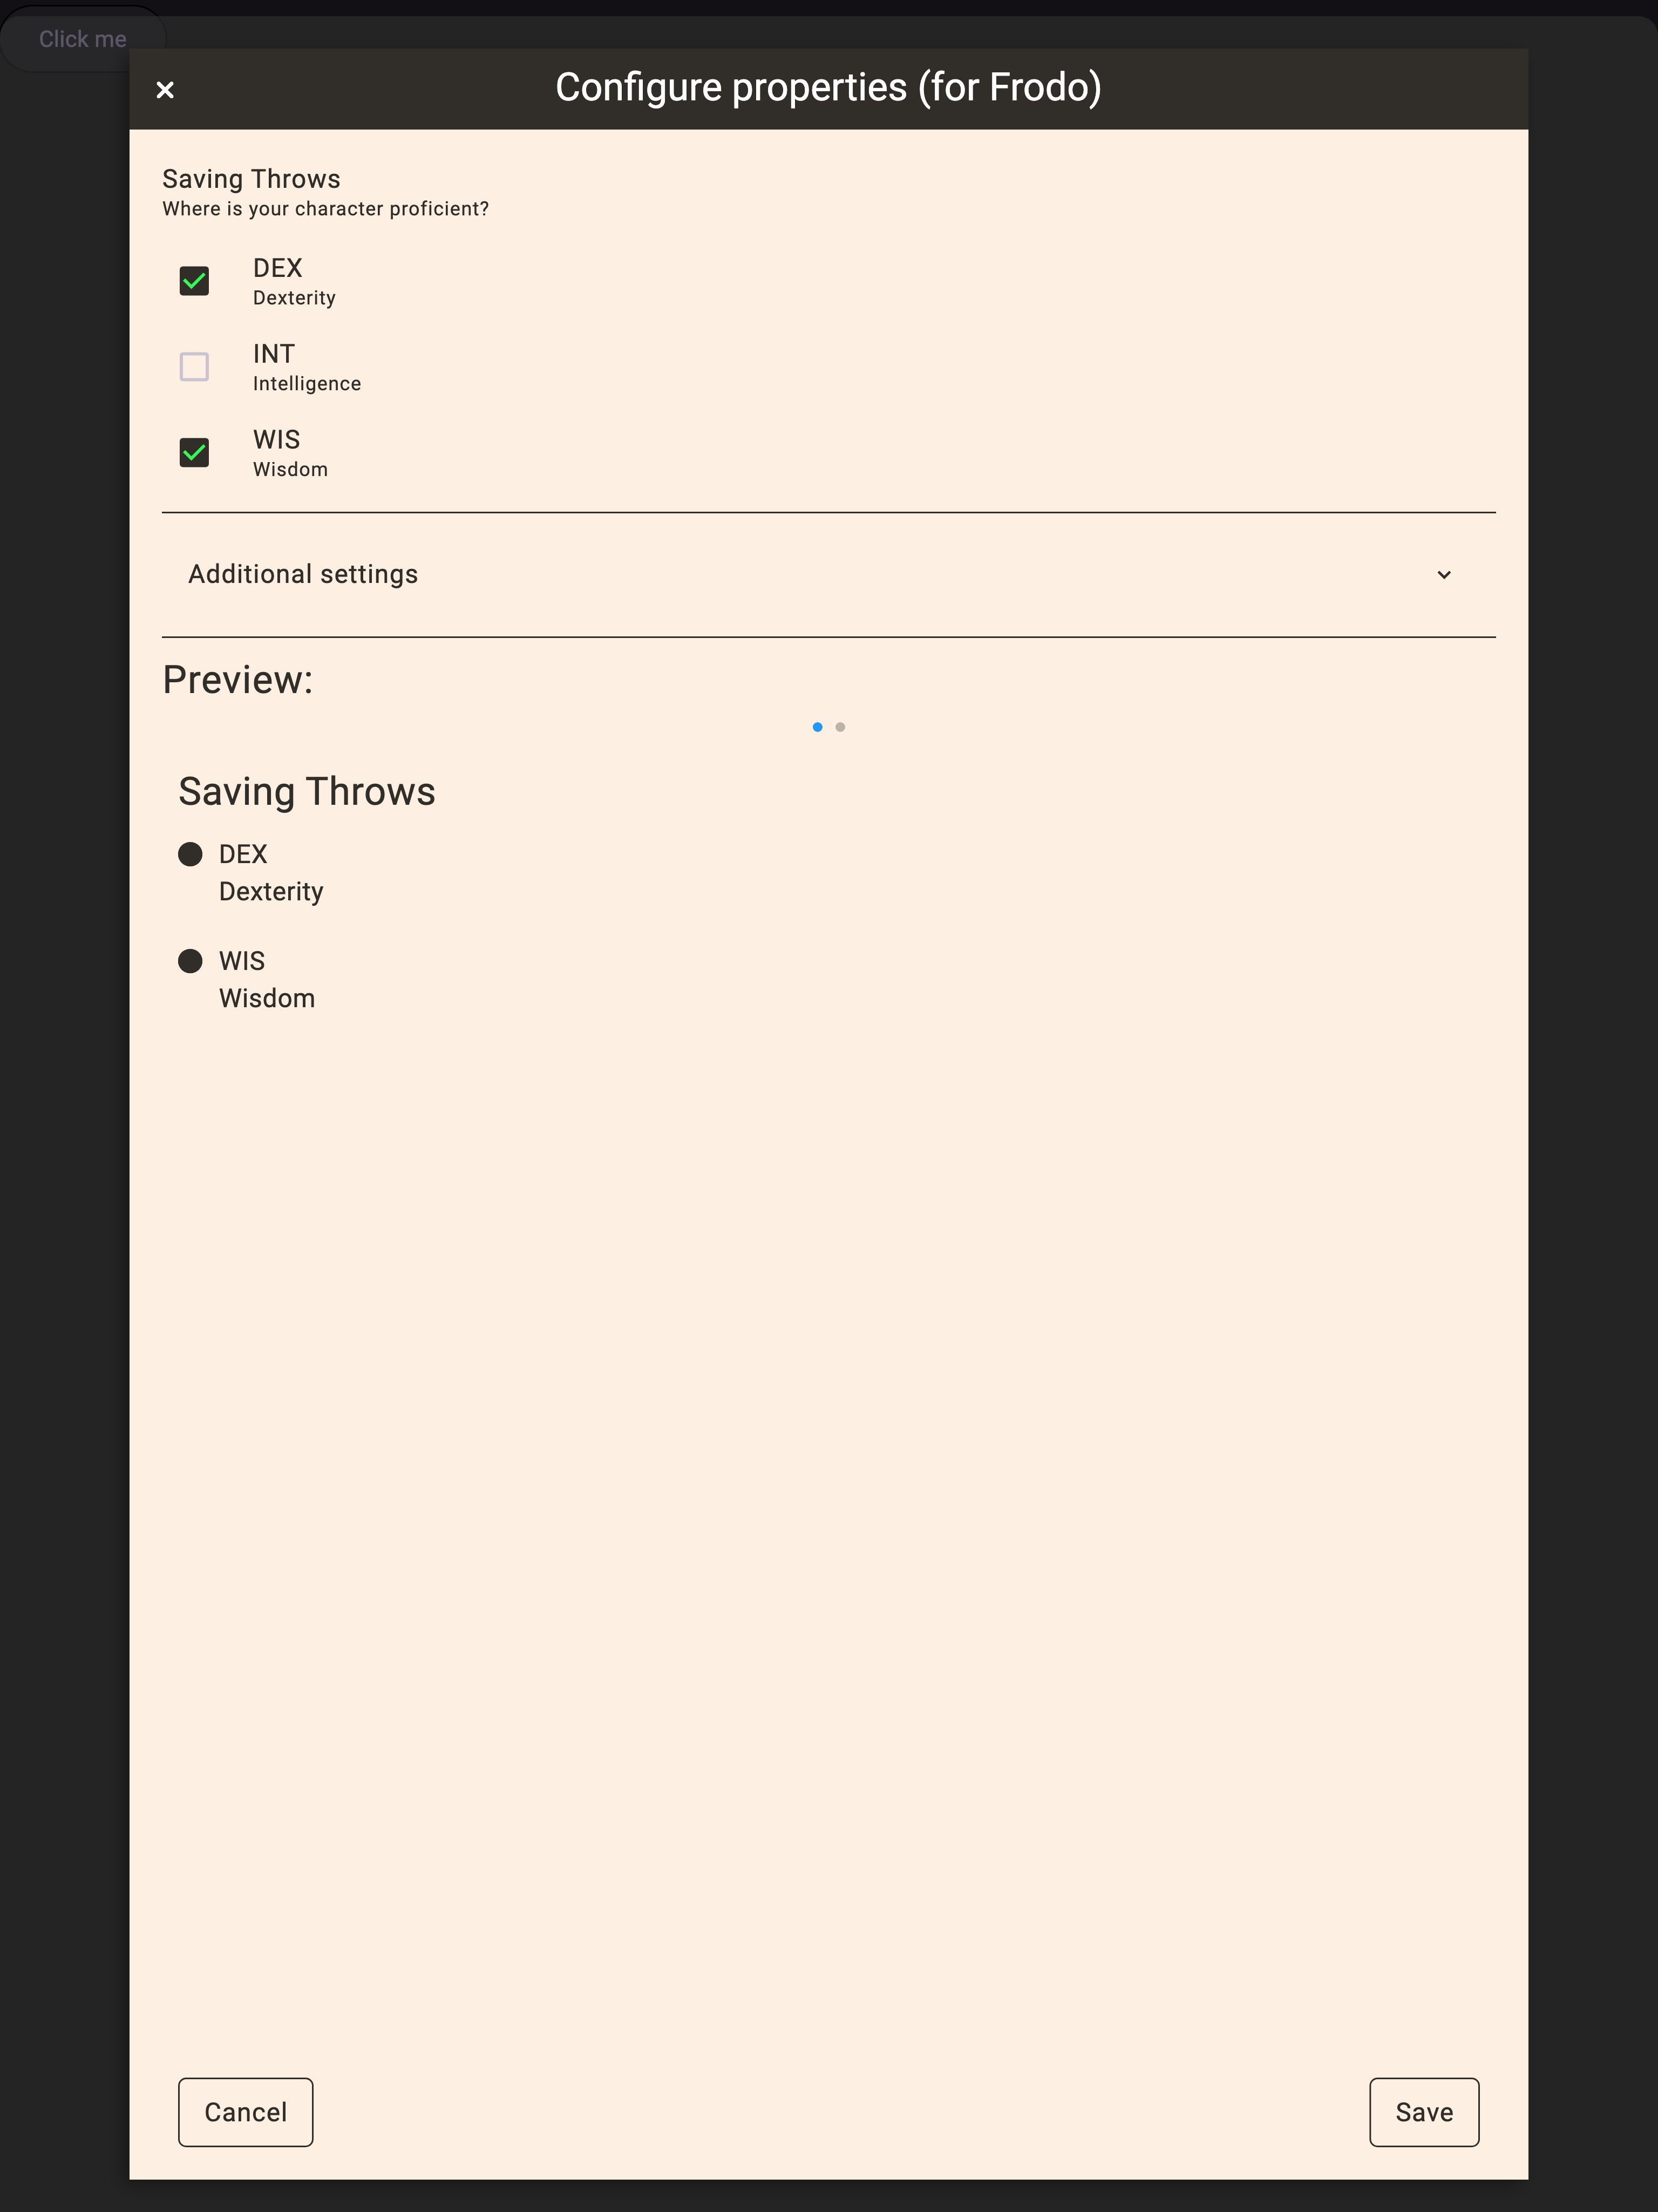 Click me
Configure properties (for Frodo)
Saving Throws
Where is your character proficient?
DEX
Dexterity
INT
Intelligence
WIS
Wisdom
Additional settings
Preview:
Saving Throws
DEX
Dexterity
WIS
Wisdom
Cancel
Save